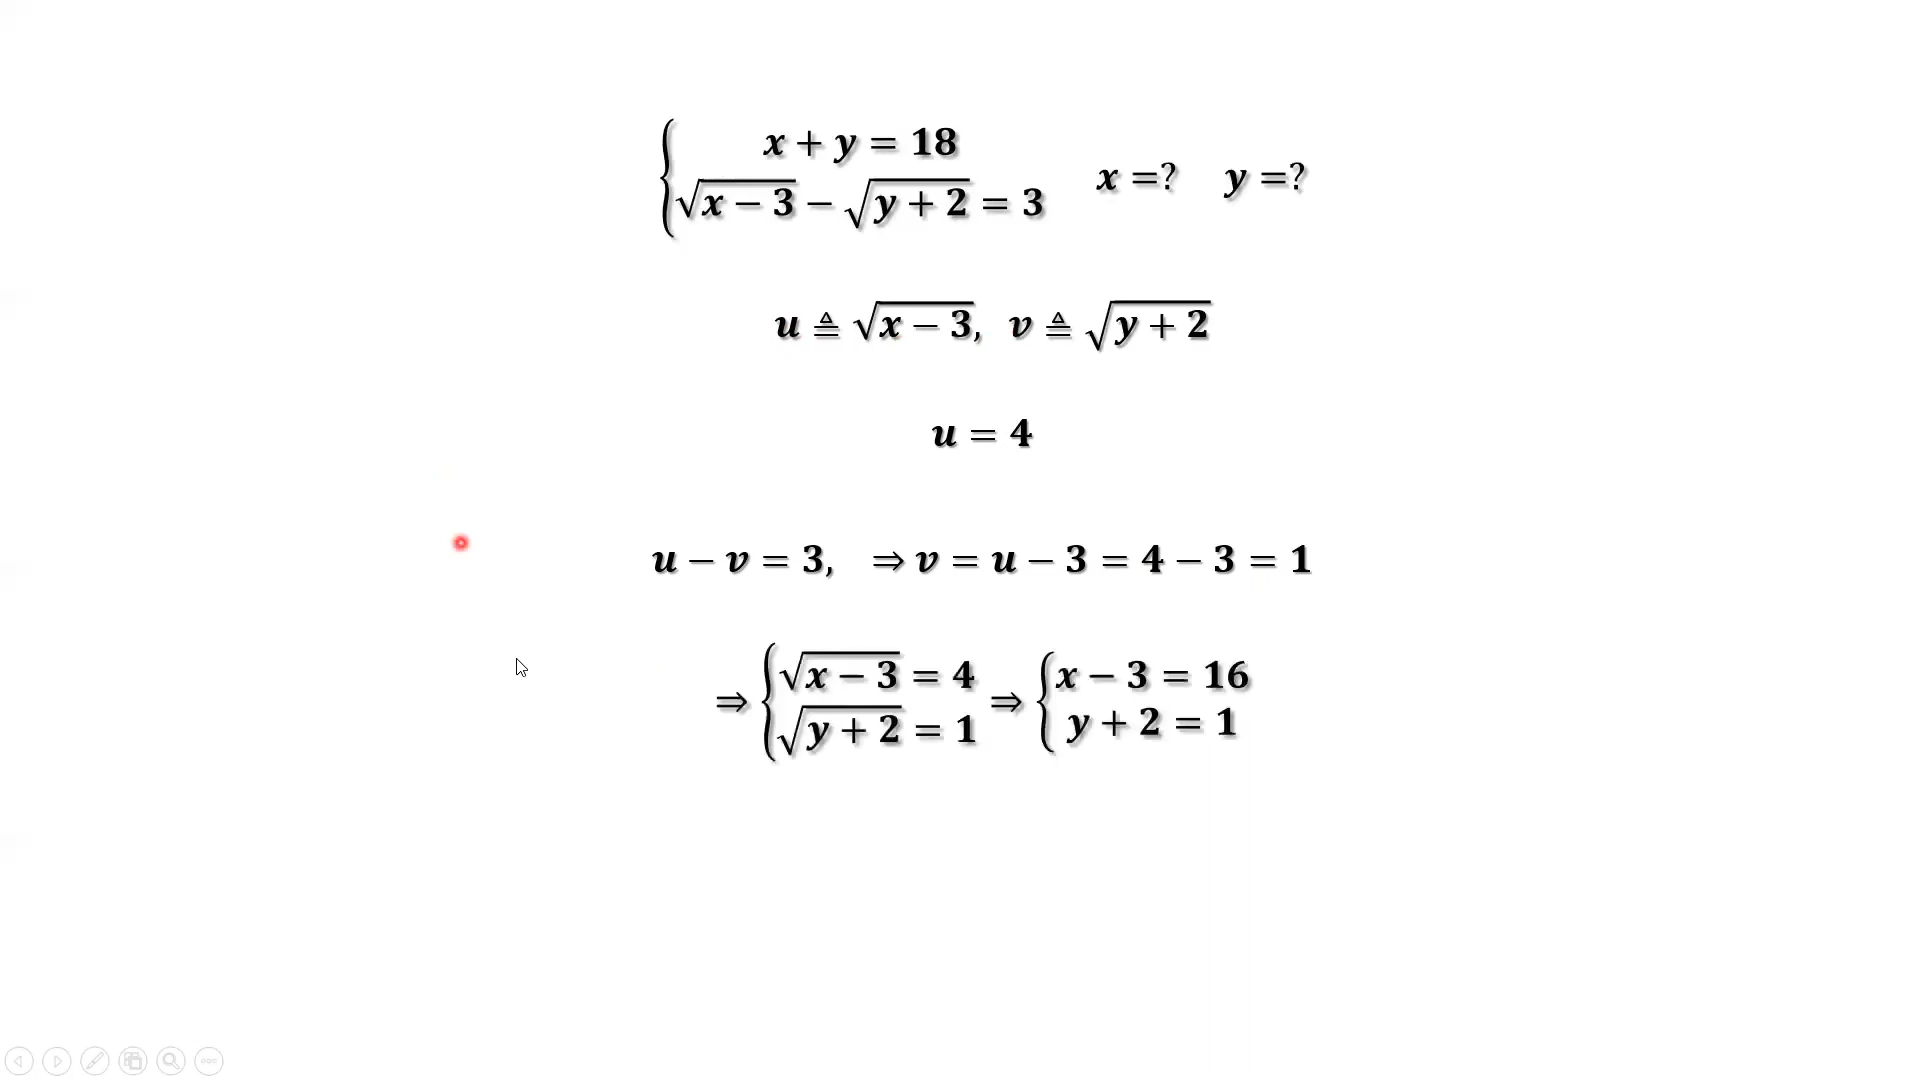 { x + y = 18
√(x − 3) − √(y + 2) = 3 x =? y =?
u ≜ √(x − 3), v ≜ √(y + 2)
u = 4
u − v = 3, ⇒ v = u − 3 = 4 − 3 = 1
⇒ { √(x − 3) = 4 ⇒ { x − 3 = 16
√(y + 2) = 1 y + 2 = 1